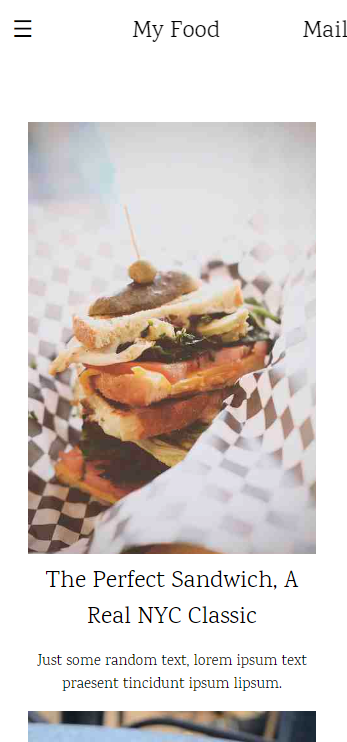 ☰ My Food Mail
The Perfect Sandwich, A
Real NYC Classic
Just some random text, lorem ipsum text
praesent tincidunt ipsum lipsum.